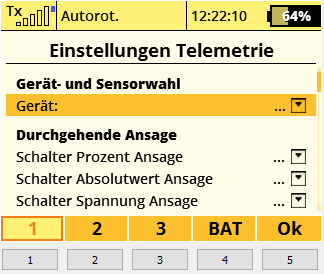 Tx Autorot. 12:22:10 64%
Einstellungen Telemetrie
Gerät- und Sensorwahl
Gerät: ...
Durchgehende Ansage
Schalter Prozent Ansage ...
Schalter Absolutwert Ansage ...
Schalter Spannung Ansage ...
1 2 3 BAT Ok
1 2 3 4 5